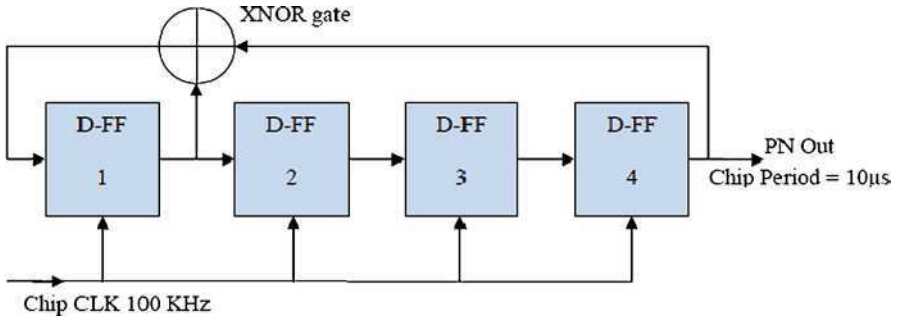 XNOR gate
D-FF
1
D-FF
2
D-FF
3
D-FF
4
PN Out
Chip Period = 10µs
Chip CLK 100 KHz